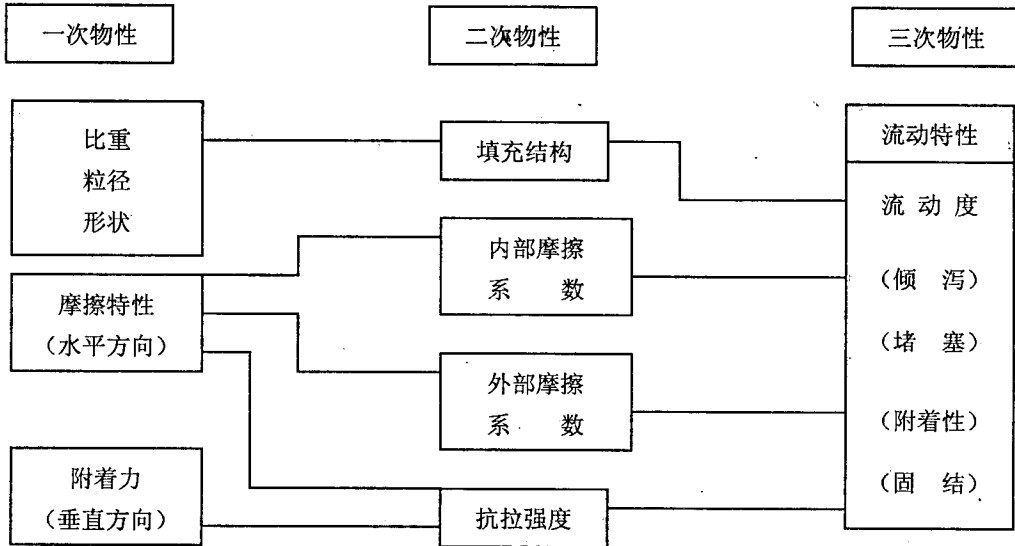 一次物性
二次物性
三次物性
比重
粒径
形状
填充结构
流动特性
流动度
内部摩擦
系数
(倾泻)
摩擦特性
(水平方向)
(堵塞)
外部摩擦
系数
(附着性)
附着力
(垂直方向)
(固结)
抗拉强度